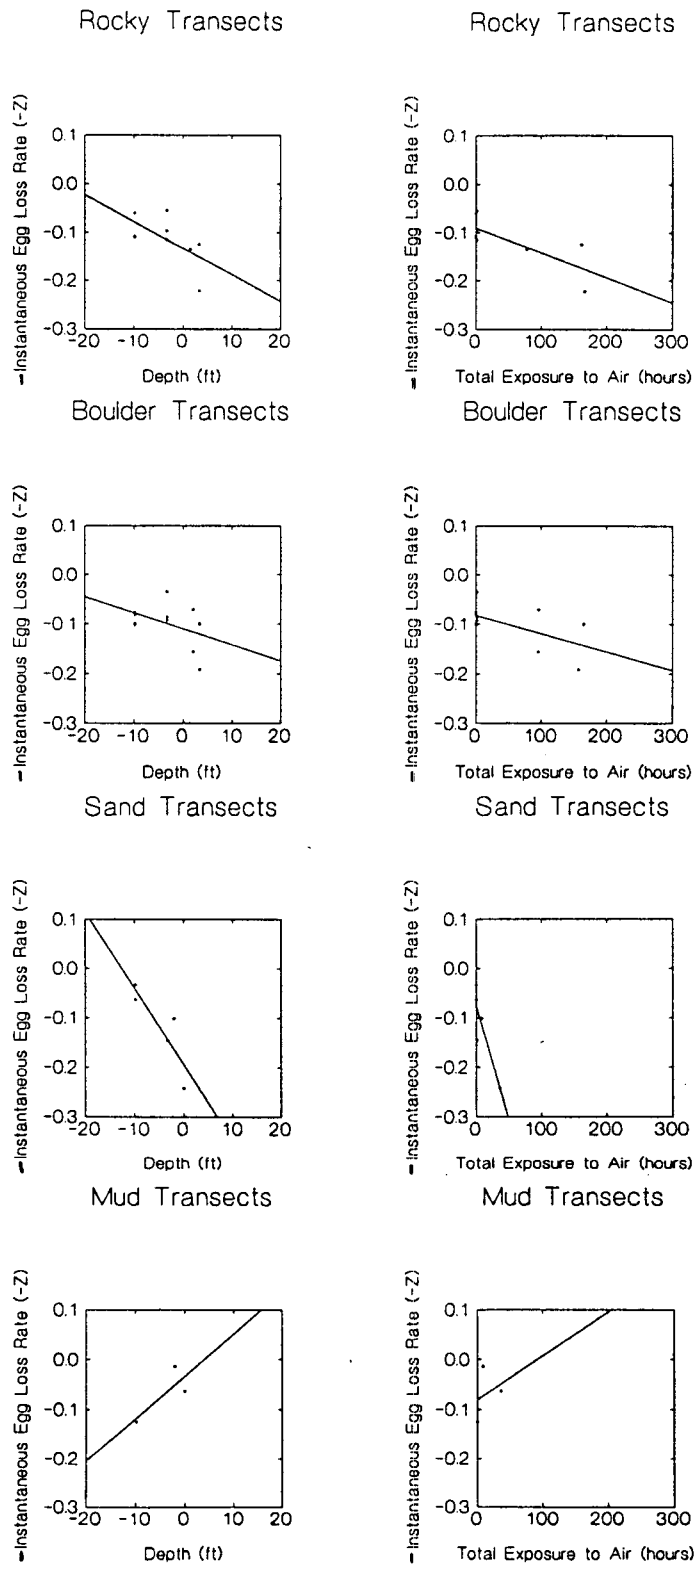 Rocky Transects
Rocky Transects
-Instantaneous Egg Loss Rate (-Z)
0.1
0.0
-0.1
-0.2
-0.3
-20 -10 0 10 20
Depth (ft)
-Instantaneous Egg Loss Rate (-Z)
0.1
0.0
-0.1
-0.2
-0.3
0 100 200 300
Total Exposure to Air (hours)
Boulder Transects
Boulder Transects
-Instantaneous Egg Loss Rate (-Z)
0.1
0.0
-0.1
-0.2
-0.3
-20 -10 0 10 20
Depth (ft)
-Instantaneous Egg Loss Rate (-Z)
0.1
0.0
-0.1
-0.2
-0.3
0 100 200 300
Total Exposure to Air (hours)
Sand Transects
Sand Transects
-Instantaneous Egg Loss Rate (-Z)
0.1
0.0
-0.1
-0.2
-0.3
-20 -10 0 10 20
Depth (ft)
-Instantaneous Egg Loss Rate (-Z)
0.1
0.0
-0.1
-0.2
-0.3
0 100 200 300
Total Exposure to Air (hours)
Mud Transects
Mud Transects
-Instantaneous Egg Loss Rate (-Z)
0.1
0.0
-0.1
-0.2
-0.3
-20 -10 0 10 20
Depth (ft)
-Instantaneous Egg Loss Rate (-Z)
0.1
0.0
-0.1
-0.2
-0.3
0 100 200 300
Total Exposure to Air (hours)